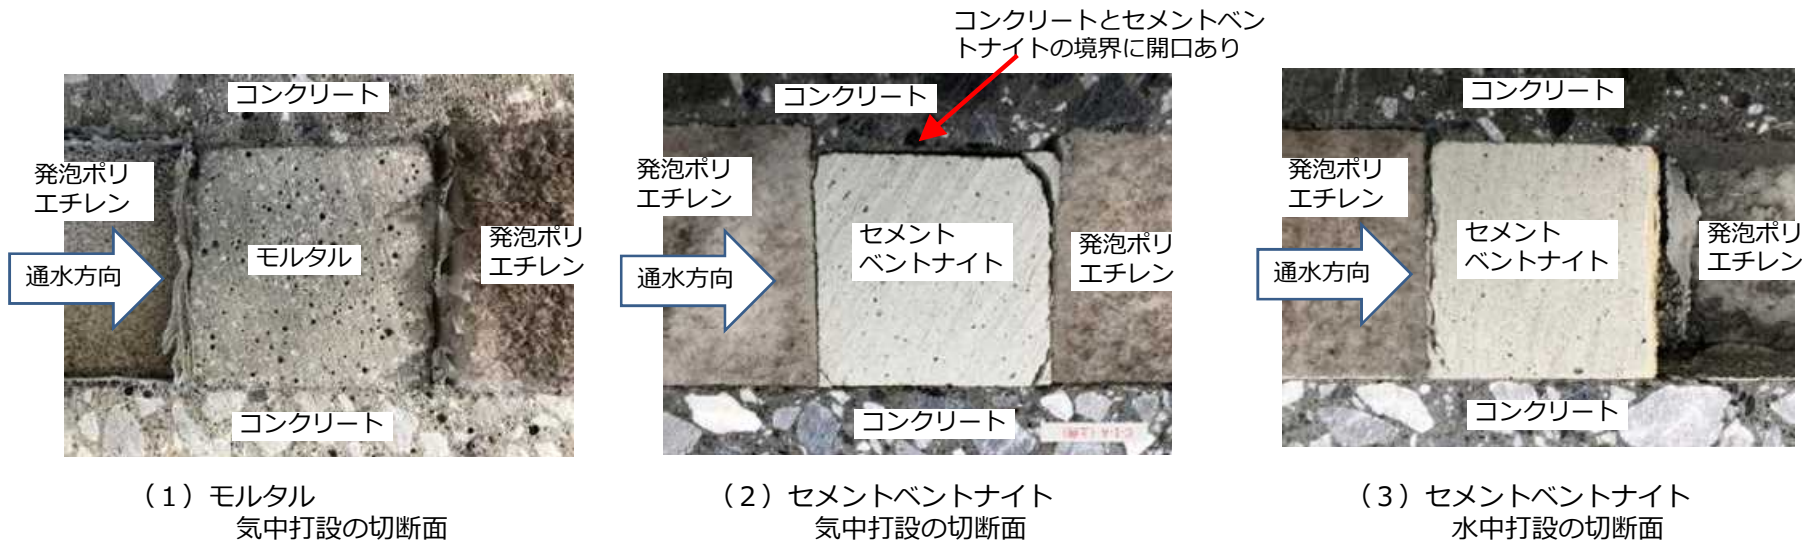 コンクリートとセメントベン
トナイトの境界に開口あり
コンクリート
発泡ポリ
エチレン
通水方向
モルタル
発泡ポリ
エチレン
コンクリート
（１）モルタル
気中打設の切断面
コンクリート
発泡ポリ
エチレン
通水方向
セメント
ベントナイト
発泡ポリ
エチレン
コンクリート
（２）セメントベントナイト
気中打設の切断面
コンクリート
発泡ポリ
エチレン
通水方向
セメント
ベントナイト
発泡ポリ
エチレン
コンクリート
（３）セメントベントナイト
水中打設の切断面